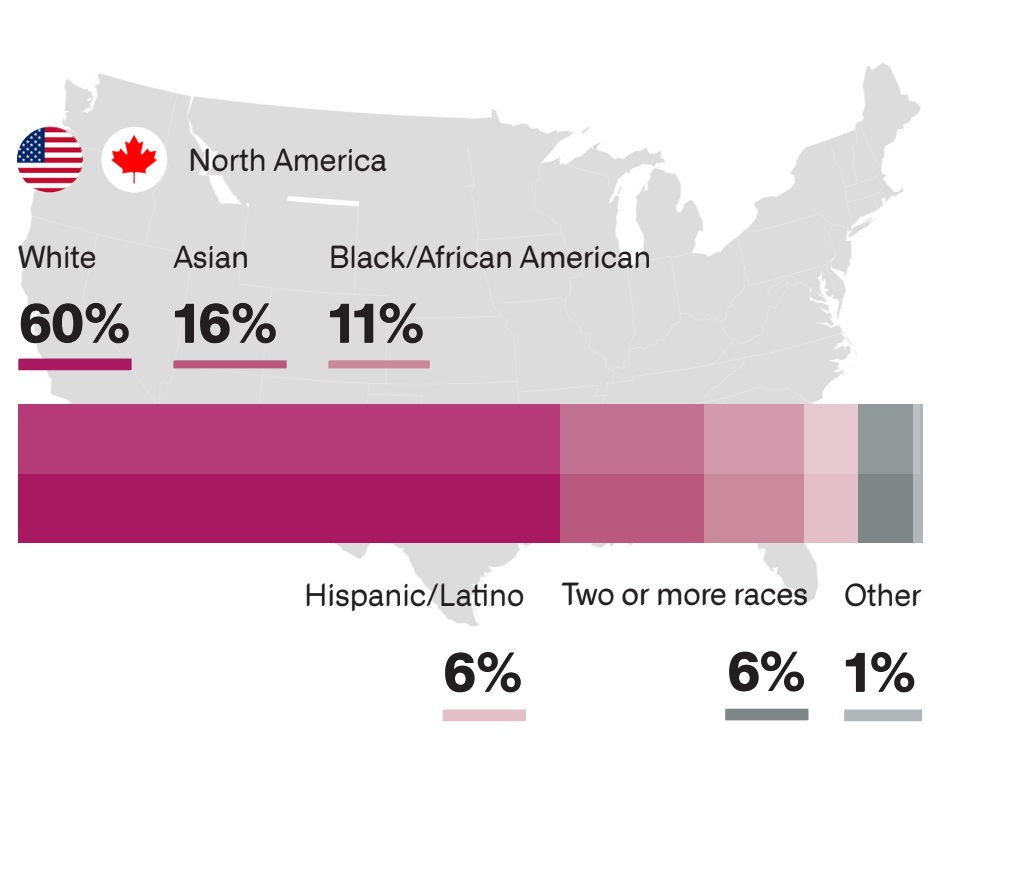 North America
White Asian Black/African American
60% 16% 11%
Hispanic/Latino Two or more races Other
6% 6% 1%